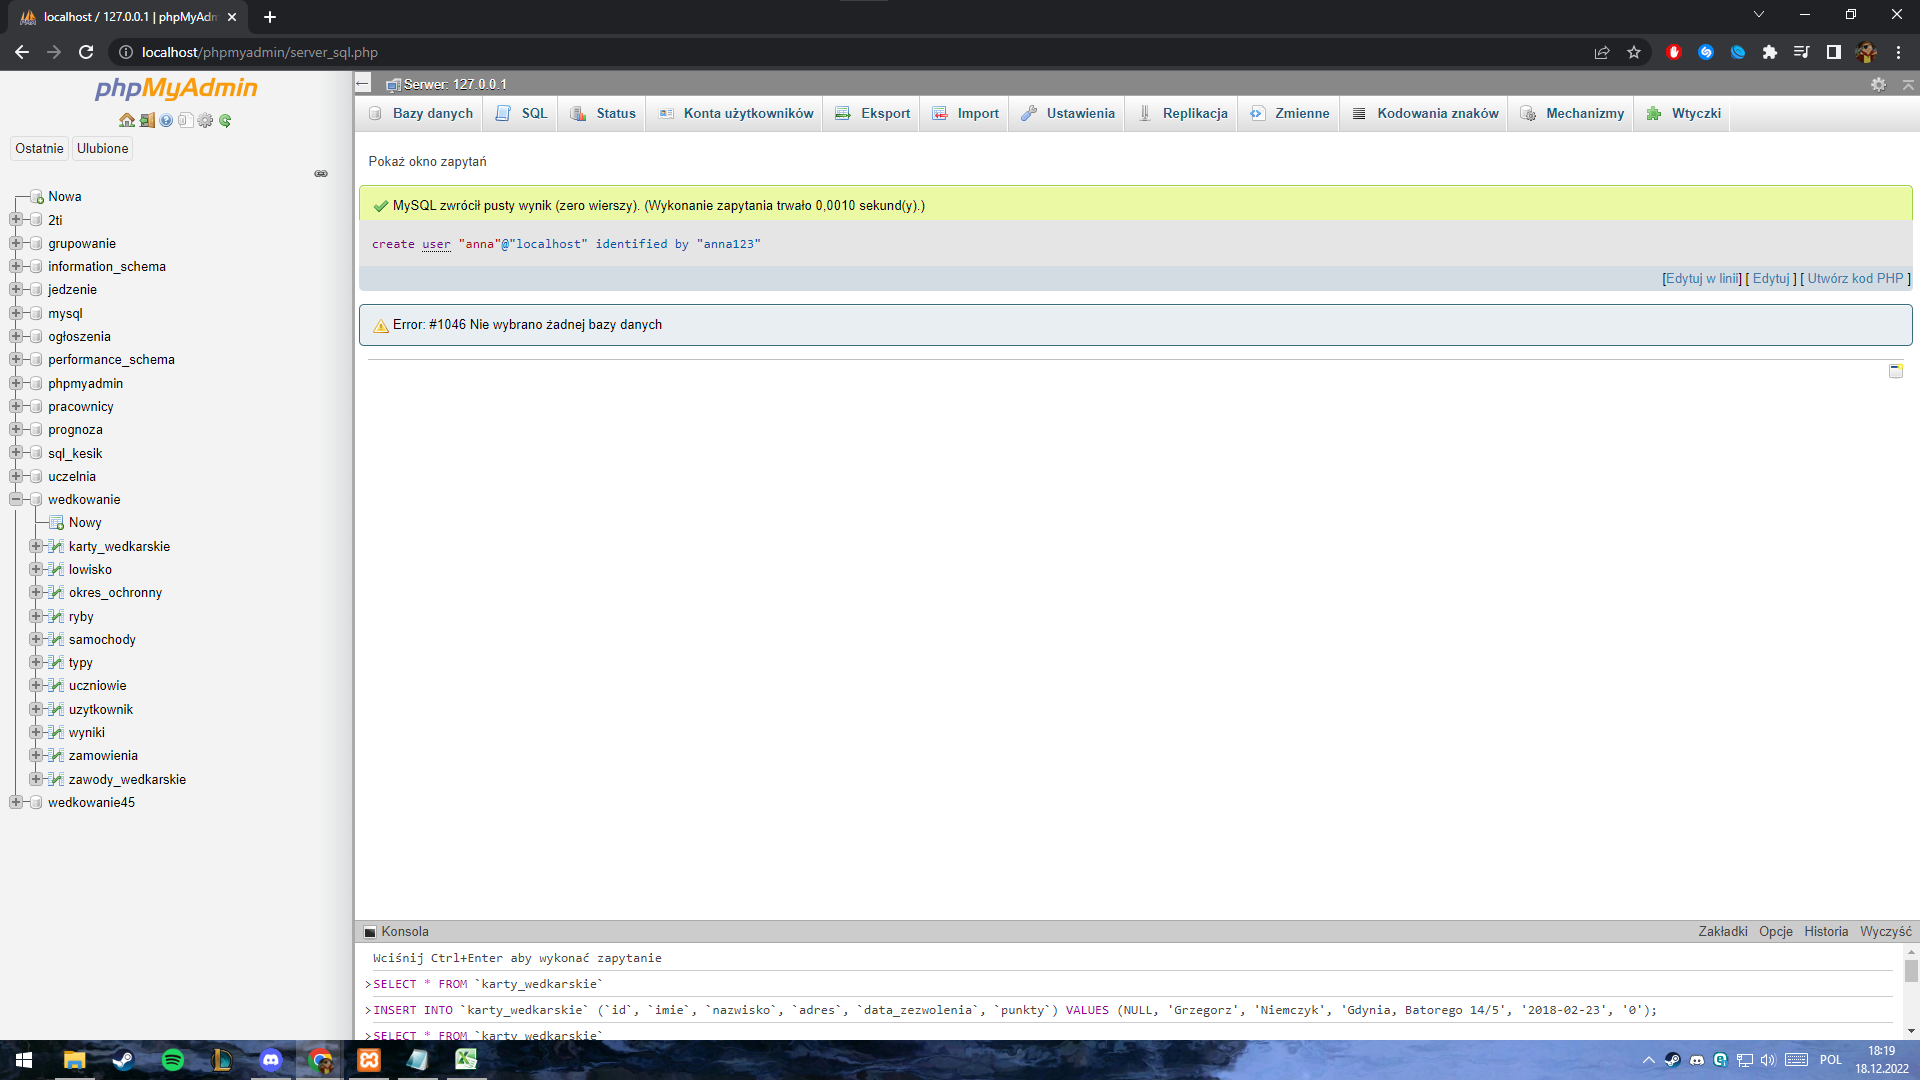 localhost / 127.0.0.1 | phpMyAdm
localhost/phpmyadmin/server_sql.php
phpMyAdmin
Ostatnie
Ulubione
Nowa
2ti
grupowanie
information_schema
jedzenie
mysql
ogłoszenia
performance_schema
phpmyadmin
pracownicy
prognoza
sql_kesik
uczelnia
wedkowanie
Nowy
karty_wedkarskie
lowisko
okres_ochronny
ryby
samochody
typy
uczniowie
uzytkownik
wyniki
zamowienia
zawody_wedkarskie
wedkowanie45
Serwer: 127.0.0.1
Bazy danych
SQL
Status
Konta użytkowników
Eksport
Import
Ustawienia
Replikacja
Zmienne
Kodowania znaków
Mechanizmy
Wtyczki
Pokaż okno zapytań
MySQL zwrócił pusty wynik (zero wierszy). (Wykonanie zapytania trwało 0,0010 sekund(y).)
create user "anna"@"localhost" identified by "anna123"
[Edytuj w linii] [ Edytuj ] [ Utwórz kod PHP ]
Error: #1046 Nie wybrano żadnej bazy danych
Konsola
Zakładki
Opcje
Historia
Wyczyść
Wciśnij Ctrl+Enter aby wykonać zapytanie
>SELECT * FROM `karty_wedkarskie`
>INSERT INTO `karty_wedkarskie` (`id`, `imie`, `nazwisko`, `adres`, `data_zezwolenia`, `punkty`) VALUES (NULL, 'Grzegorz', 'Niemczyk', 'Gdynia, Batorego 14/5', '2018-02-23', '0');
>SELECT * FROM `karty_wedkarskie`
POL
18:19
18.12.2022